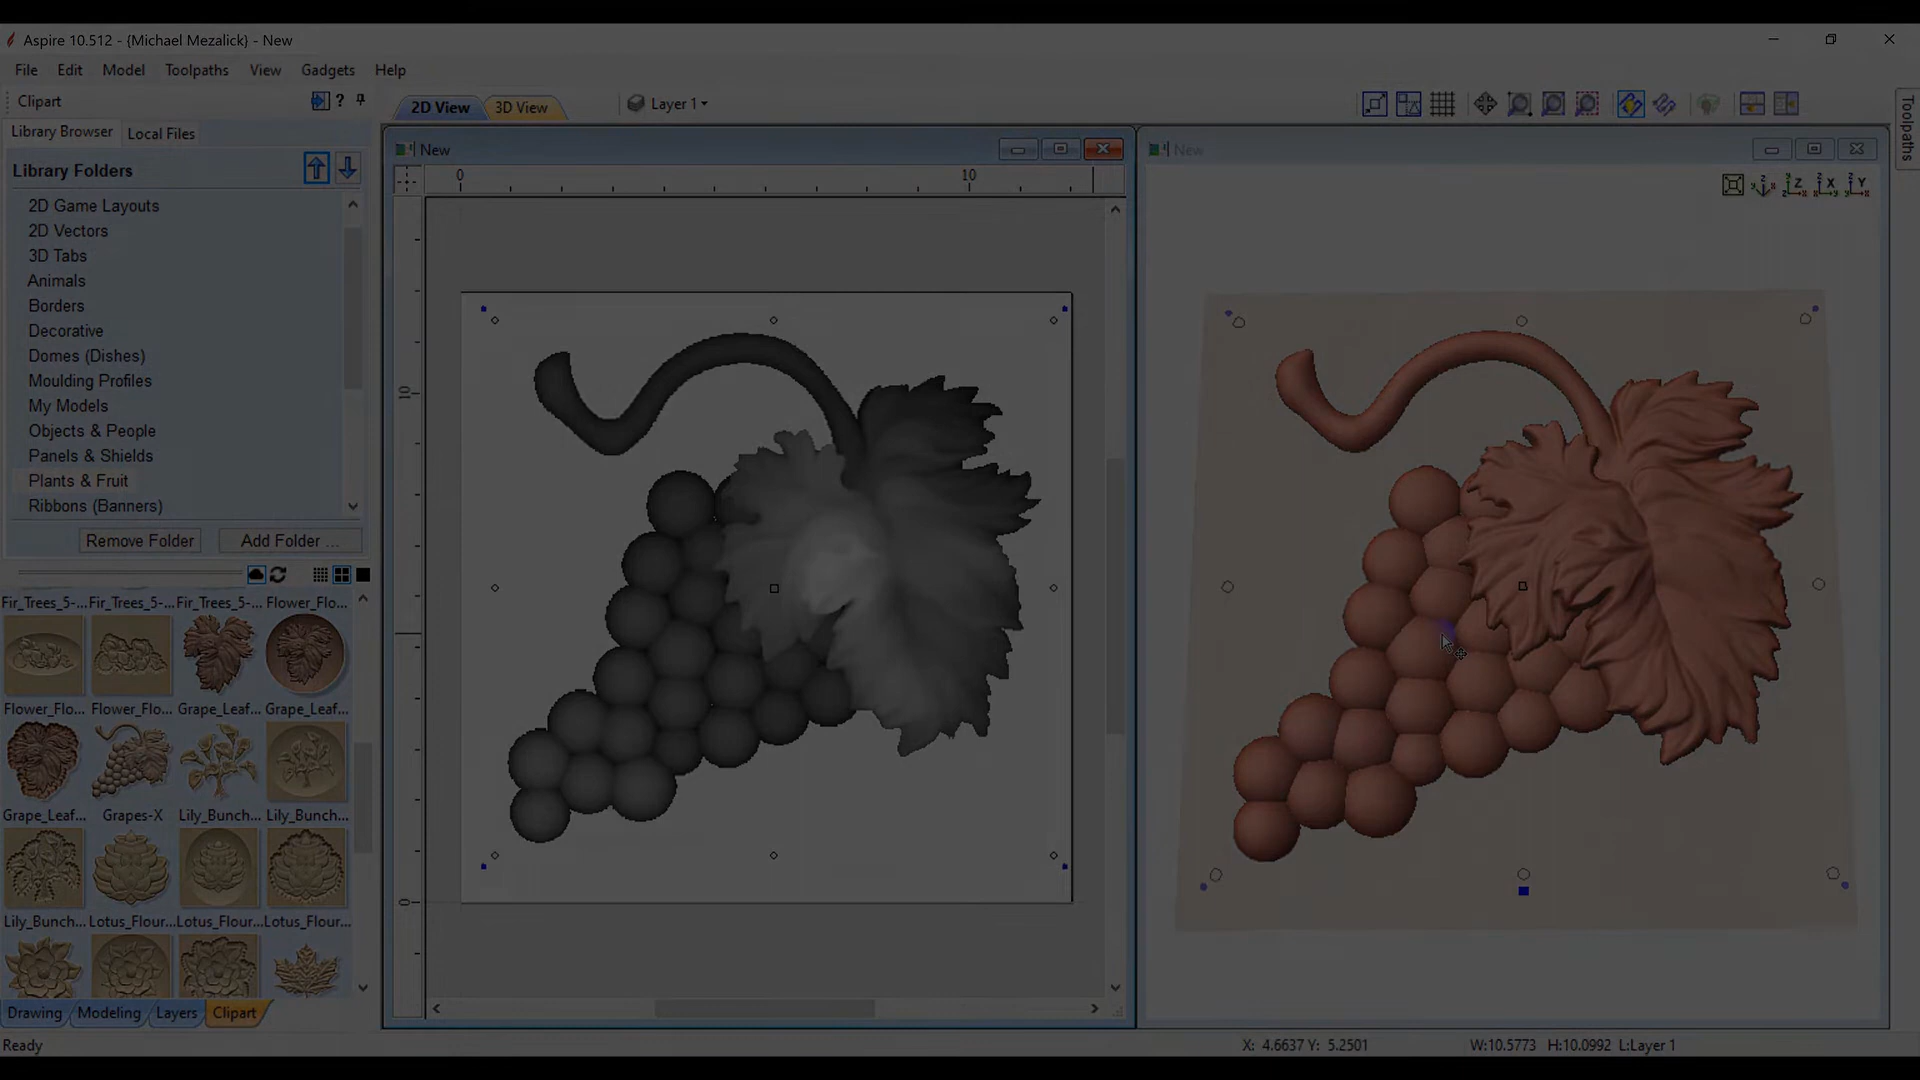 Aspire 10.512 - {Michael Mezalick} - New
File Edit Model Toolpaths View Gadgets Help
Clipart ?
2D View 3D View Layer 1
Library Browser Local Files
Toolpaths
Library Folders
New
New
0 10
Z X Y
2D Game Layouts
2D Vectors
3D Tabs
Animals
Borders
Decorative
Domes (Dishes)
Moulding Profiles
My Models
Objects & People
Panels & Shields
Plants & Fruit
Ribbons (Banners)
10
0
Remove Folder Add Folder ...
Fir_Trees_5-... Fir_Trees_5-... Fir_Trees_5-... Flower_Flo...
Flower_Flo... Flower_Flo... Grape_Leaf... Grape_Leaf...
Grape_Leaf... Grapes-X Lily_Bunch... Lily_Bunch...
Lily_Bunch... Lotus_Flour... Lotus_Flour... Lotus_Flour...
Drawing Modeling Layers Clipart
Ready X: 4.6637 Y: 5.2501 W:10.5773 H:10.0992 L:Layer 1